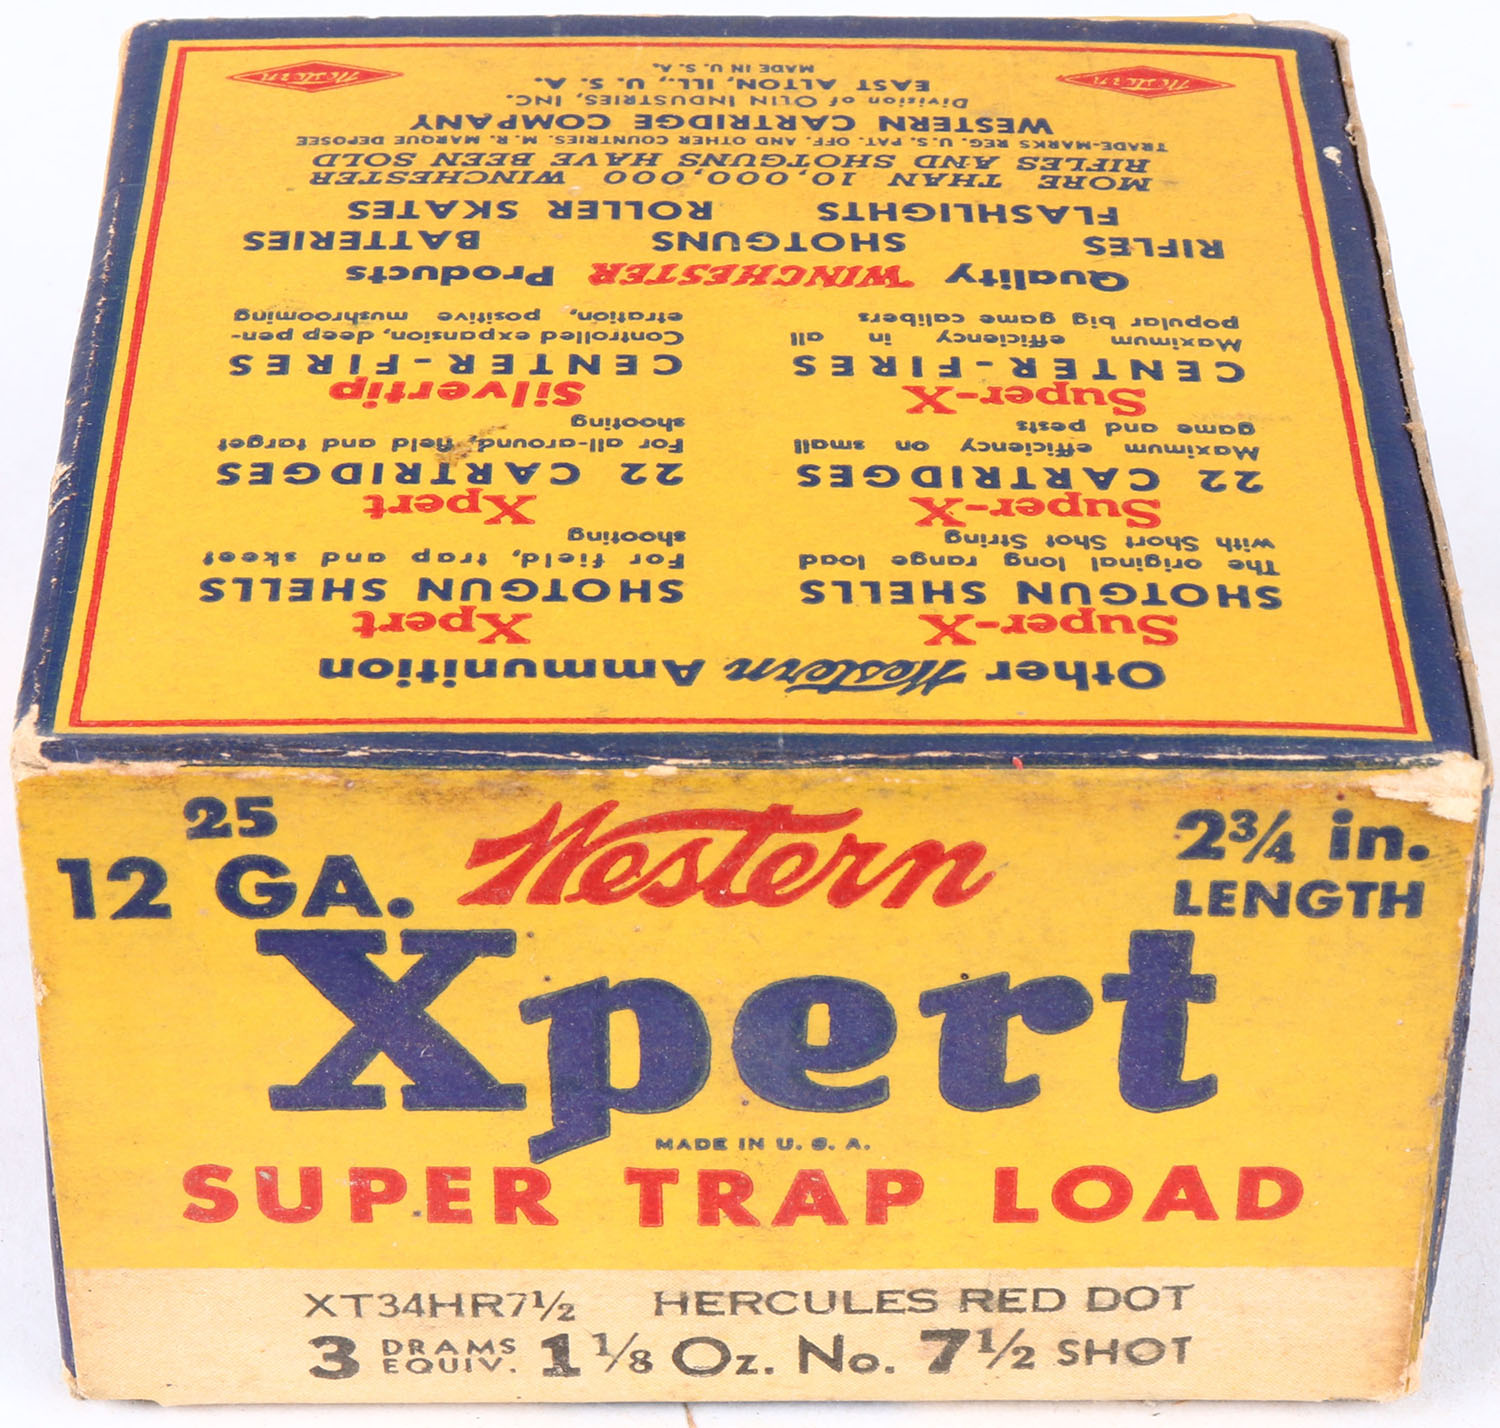 25
12 GA.
Western
2¾ in.
LENGTH
Xpert
MADE IN U. S. A.
SUPER TRAP LOAD
XT34HR7½ HERCULES RED DOT
3 DRAMS EQUIV. 1⅛ Oz. No. 7½ SHOT
Other Western Ammunition
Super-X
SHOTGUN SHELLS
The original long range load
with Short Shot String
Xpert
SHOTGUN SHELLS
For field, trap and skeet
shooting
Super-X
22 CARTRIDGES
Maximum efficiency on small
game and pests
Xpert
22 CARTRIDGES
For all-around, field and target
shooting
Super-X
CENTER-FIRES
Maximum efficiency in all
popular big game calibers
Silvertip
CENTER-FIRES
Controlled expansion, deep pen-
etration, positive mushrooming
Quality WINCHESTER Products
RIFLES SHOTGUNS BATTERIES
FLASHLIGHTS ROLLER SKATES
MORE THAN 10,000,000 WINCHESTER
RIFLES AND SHOTGUNS HAVE BEEN SOLD
TRADE-MARKS REG. U.S. PAT. OFF. AND OTHER COUNTRIES. M. R. MARQUE DEPOSEE
WESTERN CARTRIDGE COMPANY
Division of OLIN INDUSTRIES, INC.
EAST ALTON, ILL., U. S. A.
MADE IN U. S. A.
Western
Western